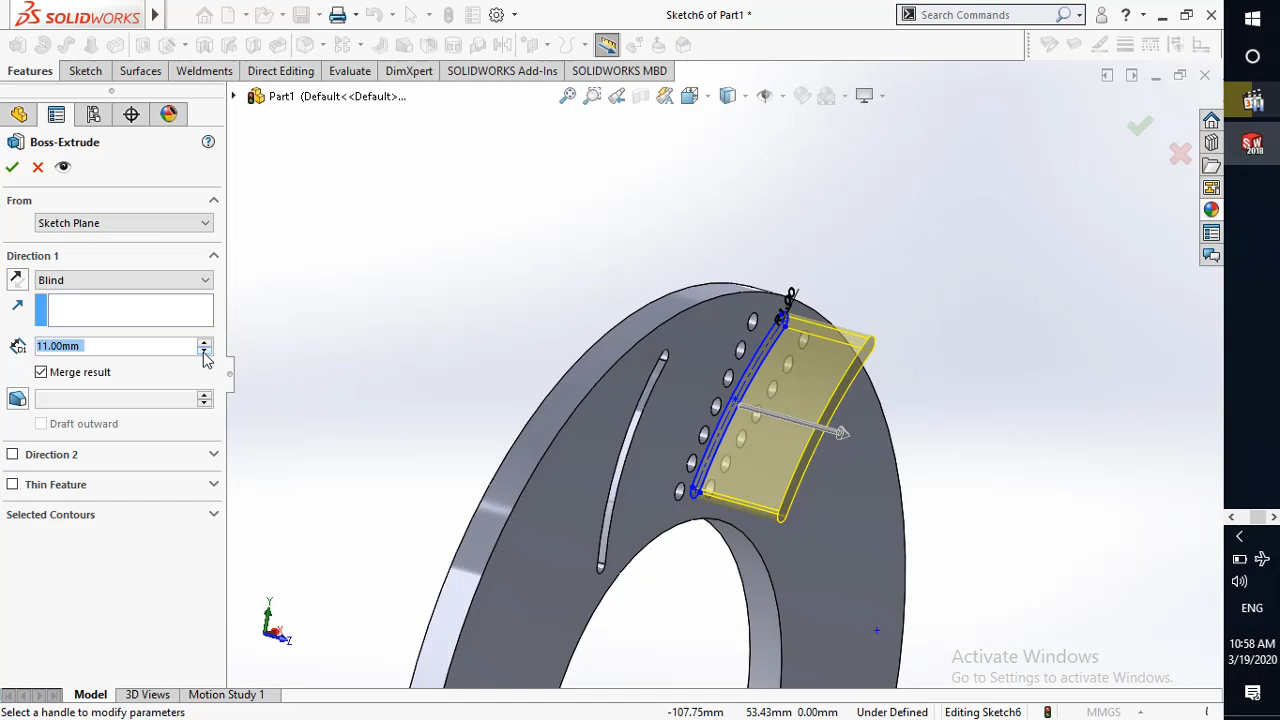 SOLIDWORKS
Sketch6 of Part1 *
Search Commands
?
Features
Sketch
Surfaces
Weldments
Direct Editing
Evaluate
DimXpert
SOLIDWORKS Add-Ins
SOLIDWORKS MBD
Part1 (Default<<Default>...
Boss-Extrude
?
From
Sketch Plane
Direction 1
Blind
D1
11.00mm
Merge result
Draft outward
Direction 2
Thin Feature
Selected Contours
Y
X
Z
SW
2018
ENG
10:58 AM
3/19/2020
Activate Windows
Go to Settings to activate Windows.
Model
3D Views
Motion Study 1
Select a handle to modify parameters
-107.75mm
53.43mm 0.00mm
Under Defined
Editing Sketch6
MMGS